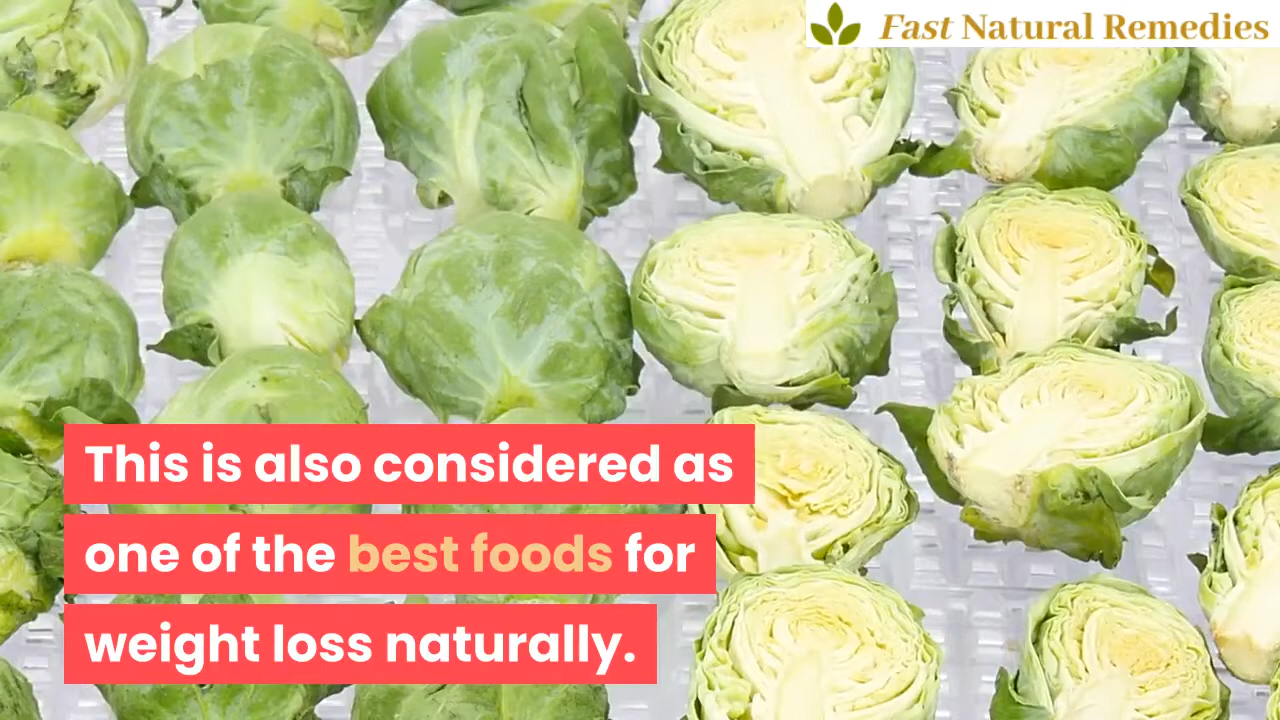 Fast Natural Remedies
This is also considered as
one of the best foods for
weight loss naturally.